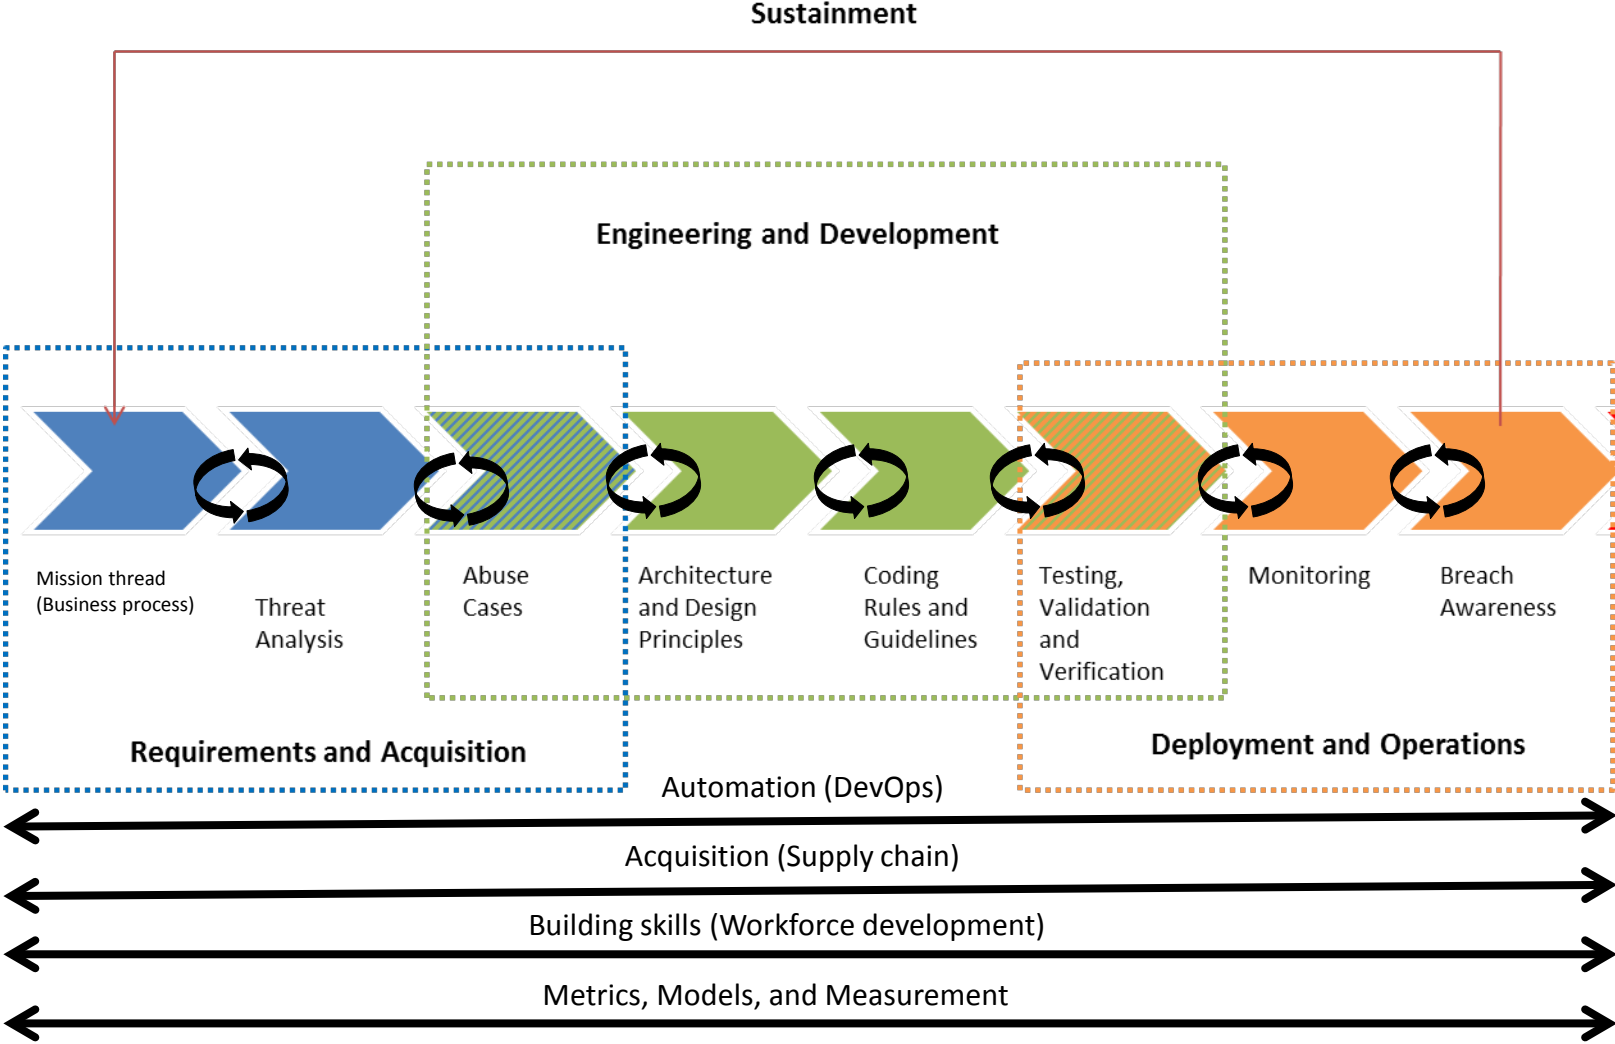 Sustainment
Engineering and Development
Mission thread
(Business process)
Threat
Analysis
Abuse
Cases
Architecture
and Design
Principles
Coding
Rules and
Guidelines
Testing,
Validation
and
Verification
Monitoring
Breach
Awareness
Requirements and Acquisition
Deployment and Operations
Automation (DevOps)
Acquisition (Supply chain)
Building skills (Workforce development)
Metrics, Models, and Measurement